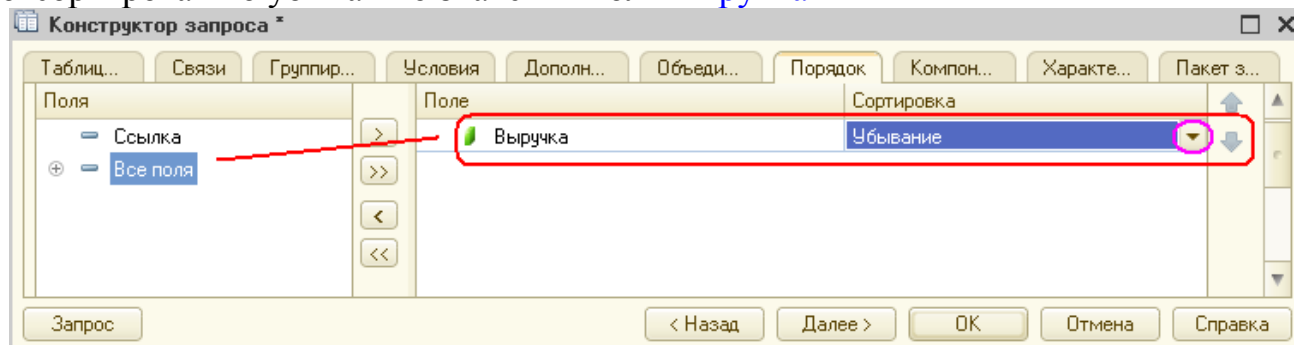 Конструктор запроса *
Таблиц... Связи Группир... Условия Дополн... Объеди... Порядок Компон... Характе... Пакет з...
Поля Поле Сортировка
Ссылка > Выручка Убывание
Все поля >>
<
<<
Запрос < Назад Далее > OK Отмена Справка